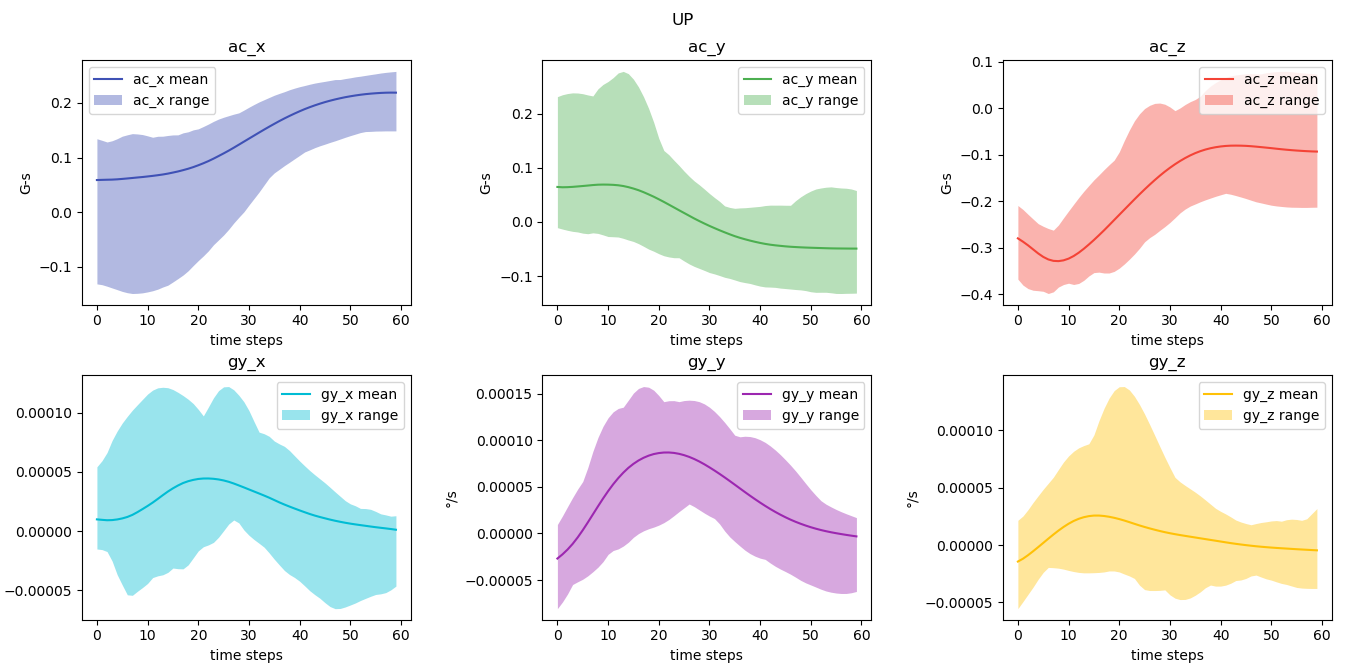 UP
ac_x
ac_y
ac_z
ac_x mean
ac_x range
ac_y mean
ac_y range
ac_z mean
ac_z range
G-s
0.2
0.1
0.0
−0.1
0 10 20 30 40 50 60
time steps
G-s
0.2
0.1
0.0
−0.1
0 10 20 30 40 50 60
time steps
G-s
0.1
0.0
−0.1
−0.2
−0.3
−0.4
0 10 20 30 40 50 60
time steps
gy_x
gy_y
gy_z
gy_x mean
gy_x range
gy_y mean
gy_y range
gy_z mean
gy_z range
0.00010
0.00005
0.00000
−0.00005
0 10 20 30 40 50 60
time steps
°/s
0.00015
0.00010
0.00005
0.00000
−0.00005
0 10 20 30 40 50 60
time steps
°/s
0.00010
0.00005
0.00000
−0.00005
0 10 20 30 40 50 60
time steps